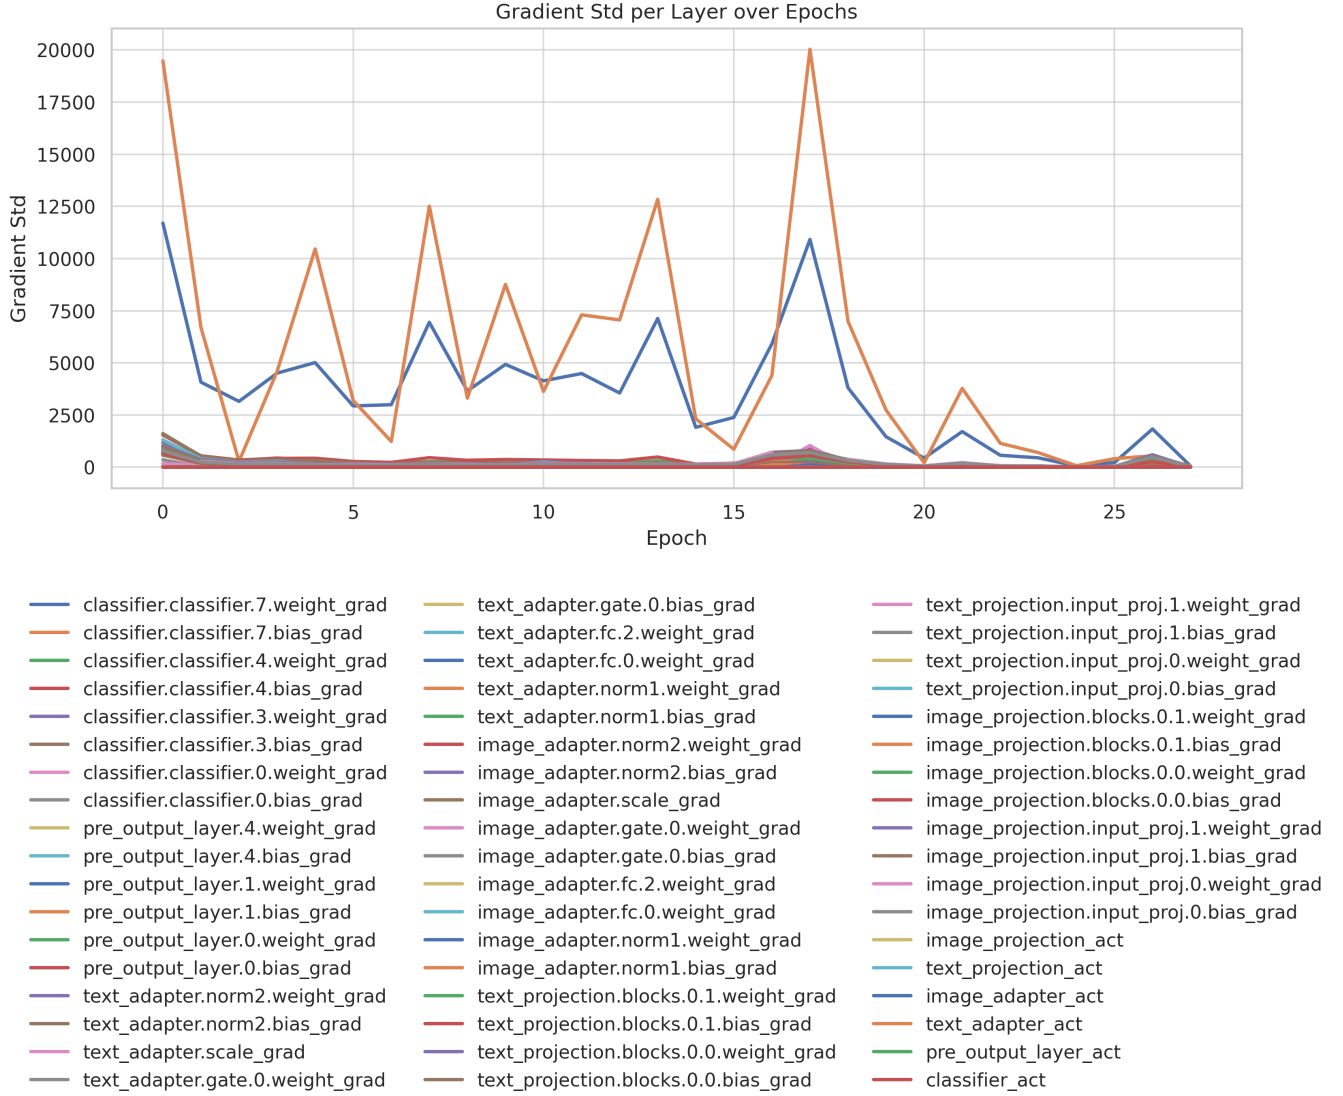 Gradient Std per Layer over Epochs
20000
17500
15000
12500
10000
7500
5000
2500
0
Gradient Std
0 5 10 15 20 25
Epoch
classifier.classifier.7.weight_grad
classifier.classifier.7.bias_grad
classifier.classifier.4.weight_grad
classifier.classifier.4.bias_grad
classifier.classifier.3.weight_grad
classifier.classifier.3.bias_grad
classifier.classifier.0.weight_grad
classifier.classifier.0.bias_grad
pre_output_layer.4.weight_grad
pre_output_layer.4.bias_grad
pre_output_layer.1.weight_grad
pre_output_layer.1.bias_grad
pre_output_layer.0.weight_grad
pre_output_layer.0.bias_grad
text_adapter.norm2.weight_grad
text_adapter.norm2.bias_grad
text_adapter.scale_grad
text_adapter.gate.0.weight_grad
text_adapter.gate.0.bias_grad
text_adapter.fc.2.weight_grad
text_adapter.fc.0.weight_grad
text_adapter.norm1.weight_grad
text_adapter.norm1.bias_grad
image_adapter.norm2.weight_grad
image_adapter.norm2.bias_grad
image_adapter.scale_grad
image_adapter.gate.0.weight_grad
image_adapter.gate.0.bias_grad
image_adapter.fc.2.weight_grad
image_adapter.fc.0.weight_grad
image_adapter.norm1.weight_grad
image_adapter.norm1.bias_grad
text_projection.blocks.0.1.weight_grad
text_projection.blocks.0.1.bias_grad
text_projection.blocks.0.0.weight_grad
text_projection.blocks.0.0.bias_grad
text_projection.input_proj.1.weight_grad
text_projection.input_proj.1.bias_grad
text_projection.input_proj.0.weight_grad
text_projection.input_proj.0.bias_grad
image_projection.blocks.0.1.weight_grad
image_projection.blocks.0.1.bias_grad
image_projection.blocks.0.0.weight_grad
image_projection.blocks.0.0.bias_grad
image_projection.input_proj.1.weight_grad
image_projection.input_proj.1.bias_grad
image_projection.input_proj.0.weight_grad
image_projection.input_proj.0.bias_grad
image_projection_act
text_projection_act
image_adapter_act
text_adapter_act
pre_output_layer_act
classifier_act